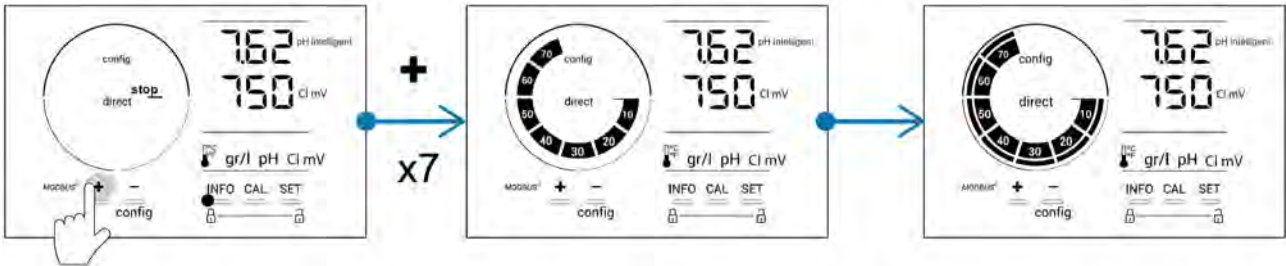 config
stop
direct
7.62 pH intelligent
750 Cl mV
°C °F gr/l pH Cl mV
MODBUS + - INFO CAL SET
config
+
x7
70 config
60
direct
50 10
40 30 20
7.62 pH intelligent
750 Cl mV
°C °F gr/l pH Cl mV
MODBUS + - INFO CAL SET
config
70 config
60
direct
50 10
40 30 20
7.62 pH intelligent
750 Cl mV
°C °F gr/l pH Cl mV
MODBUS + - INFO CAL SET
config